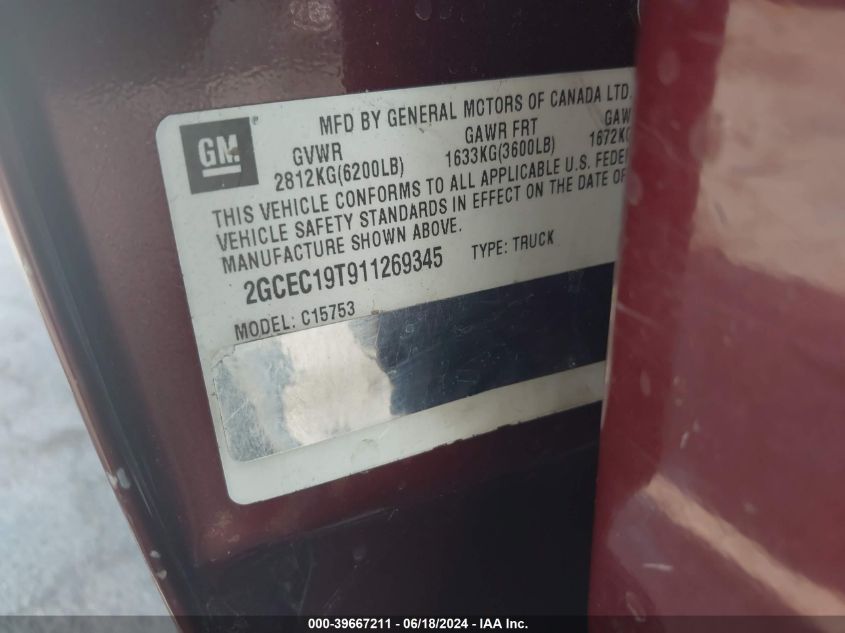 MFD BY GENERAL MOTORS OF CANADA LTD.
GM
GVWR GAWR FRT GAW
2812KG(6200LB) 1633KG(3600LB) 1672KG
THIS VEHICLE CONFORMS TO ALL APPLICABLE U.S. FEDE
VEHICLE SAFETY STANDARDS IN EFFECT ON THE DATE OF
MANUFACTURE SHOWN ABOVE.
2GCEC19T911269345 TYPE: TRUCK
MODEL: C15753
000-39667211 - 06/18/2024 - IAA Inc.